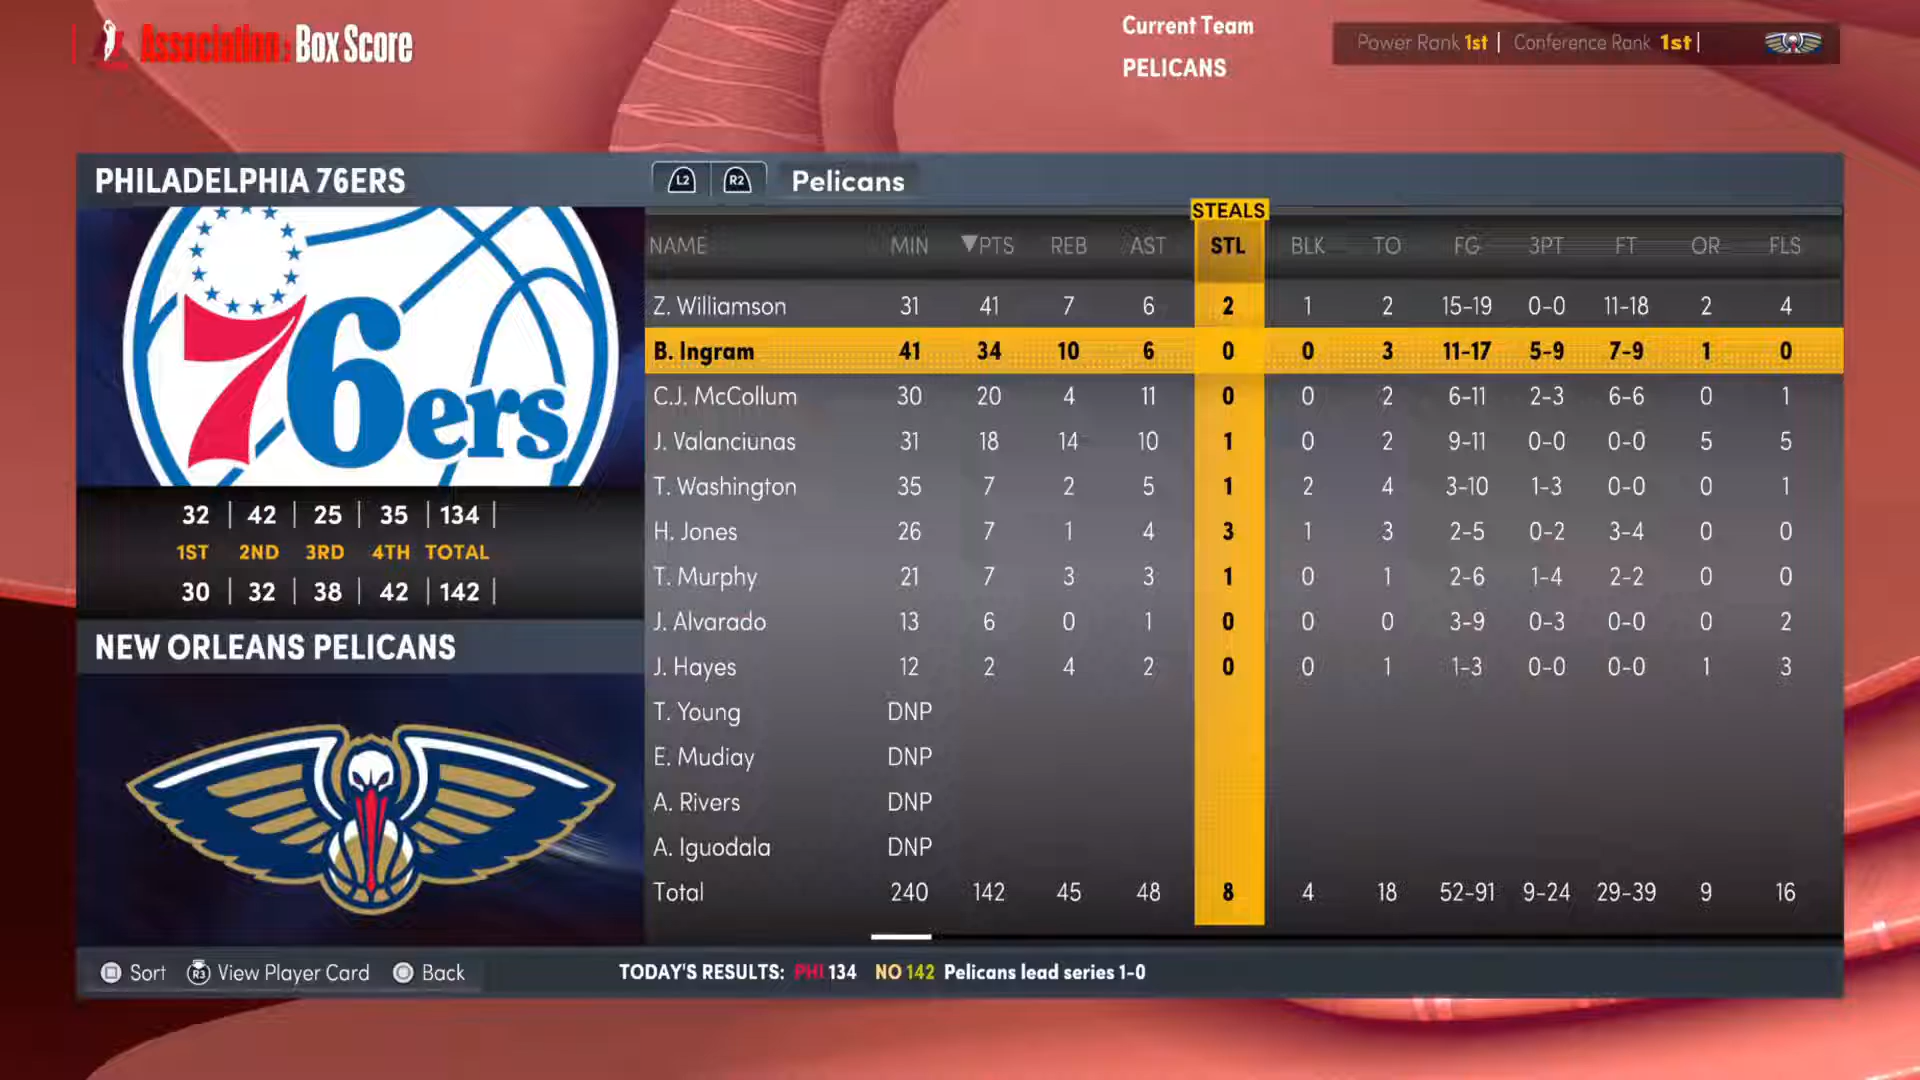 Association: Box Score
Current Team
PELICANS
Power Rank 1st | Conference Rank 1st |
PHILADELPHIA 76ERS
76ers
32 | 42 | 25 | 35 | 134 |
1ST 2ND 3RD 4TH TOTAL
30 | 32 | 38 | 42 | 142 |
NEW ORLEANS PELICANS
L2 R2 Pelicans
STEALS
NAME MIN ▼PTS REB AST STL BLK TO FG 3PT FT OR FLS
Z. Williamson 31 41 7 6 2 1 2 15-19 0-0 11-18 2 4
B. Ingram 41 34 10 6 0 0 3 11-17 5-9 7-9 1 0
C.J. McCollum 30 20 4 11 0 0 2 6-11 2-3 6-6 0 1
J. Valanciunas 31 18 14 10 1 0 2 9-11 0-0 0-0 5 5
T. Washington 35 7 2 5 1 2 4 3-10 1-3 0-0 0 1
H. Jones 26 7 1 4 3 1 3 2-5 0-2 3-4 0 0
T. Murphy 21 7 3 3 1 0 1 2-6 1-4 2-2 0 0
J. Alvarado 13 6 0 1 0 0 0 3-9 0-3 0-0 0 2
J. Hayes 12 2 4 2 0 0 1 1-3 0-0 0-0 1 3
T. Young DNP
E. Mudiay DNP
A. Rivers DNP
A. Iguodala DNP
Total 240 142 45 48 8 4 18 52-91 9-24 29-39 9 16
Sort R3 View Player Card Back
TODAY'S RESULTS: PHI 134 NO 142 Pelicans lead series 1-0